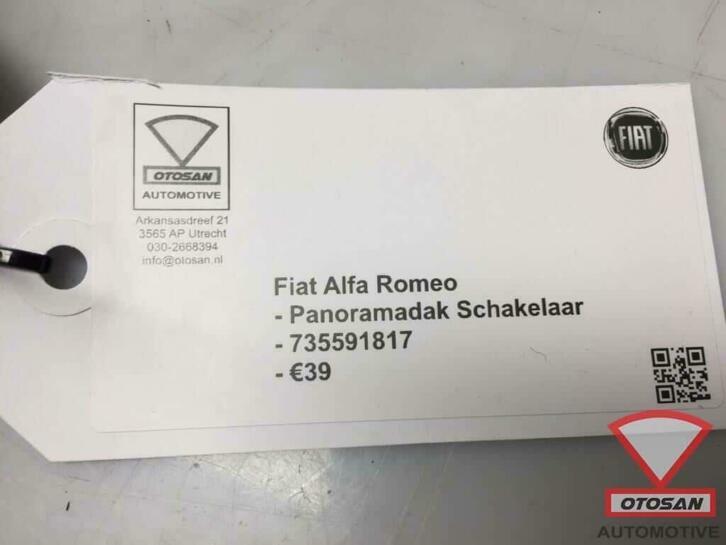 OTOSAN
AUTOMOTIVE
Arkansasdreef 21
3565 AP Utrecht
030-2668394
info@otosan.nl
FIAT
Fiat Alfa Romeo
- Panoramadak Schakelaar
- 735591817
- €39
OTOSAN
AUTOMOTIVE